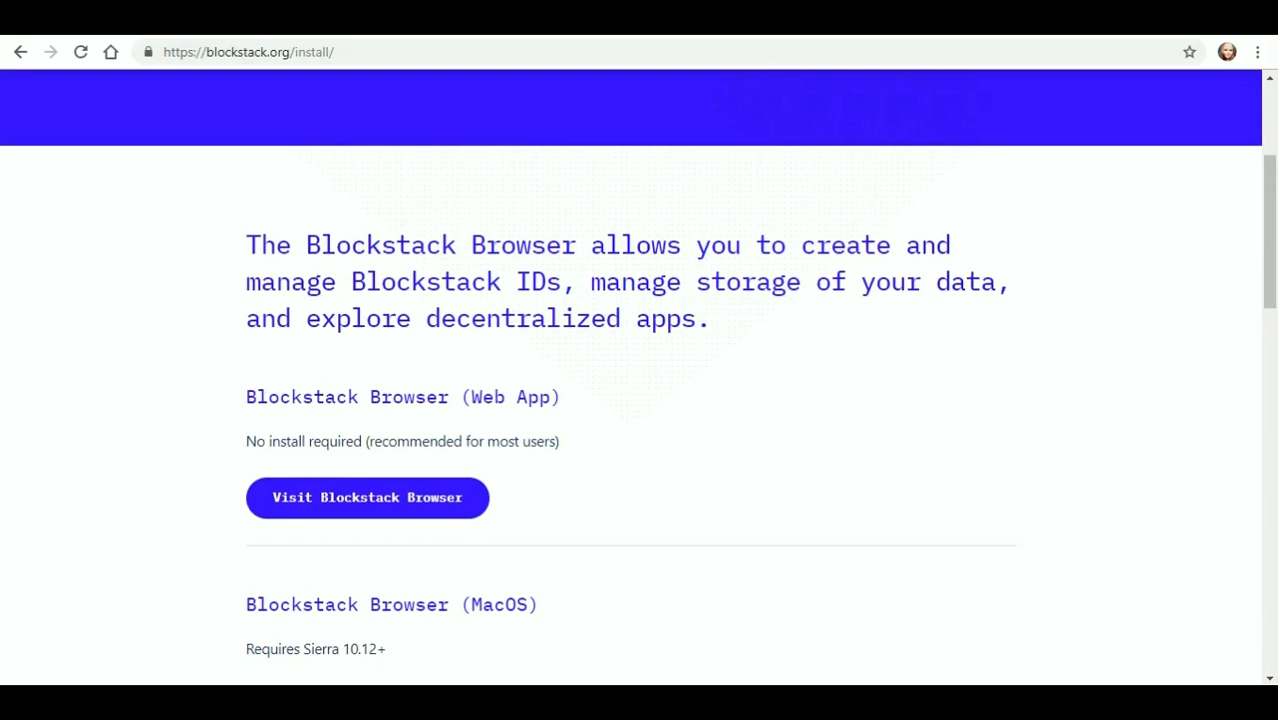 https://blockstack.org/install/
The Blockstack Browser allows you to create and
manage Blockstack IDs, manage storage of your data,
and explore decentralized apps.
Blockstack Browser (Web App)
No install required (recommended for most users)
Visit Blockstack Browser
Blockstack Browser (MacOS)
Requires Sierra 10.12+